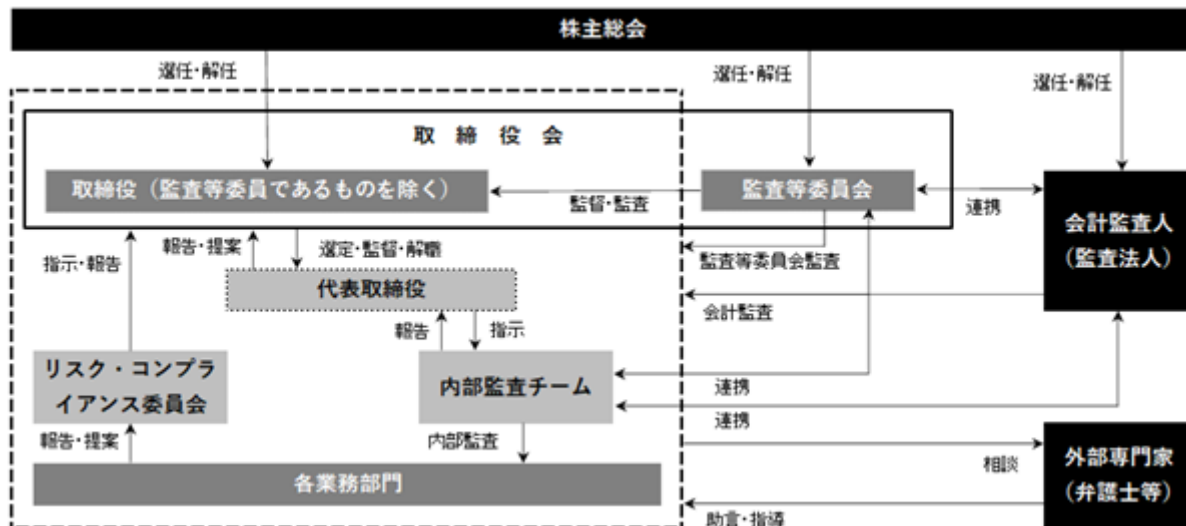 株主総会
選任・解任
選任・解任
選任・解任
取締役会
取締役（監査等委員であるものを除く）
監督・監査
監査等委員会
連携
会計監査人
（監査法人）
指示・報告
報告・提案
選定・監督・解職
監査等委員会監査
代表取締役
会計監査
報告
指示
リスク・コンプラ
イアンス委員会
内部監査チーム
連携
連携
報告・提案
内部監査
相談
外部専門家
（弁護士等）
各業務部門
助言・指導